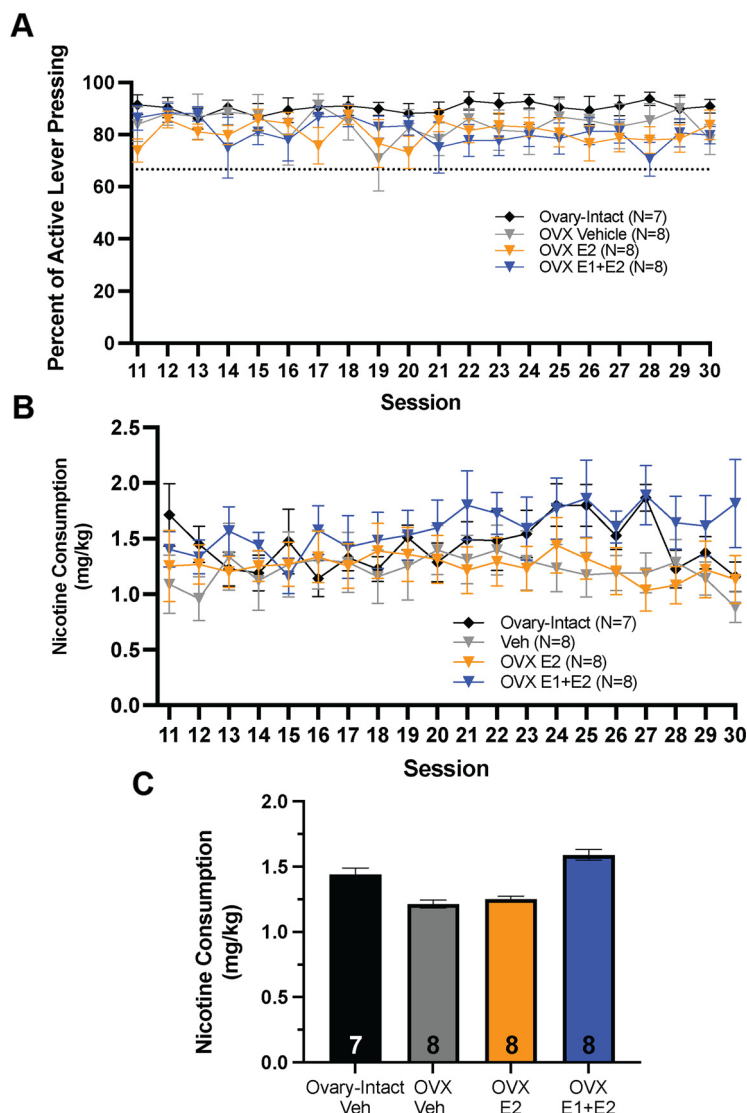 A
Percent of Active Lever Pressing
100
80
60
40
20
0
Ovary-Intact (N=7)
OVX Vehicle (N=8)
OVX E2 (N=8)
OVX E1+E2 (N=8)
11 12 13 14 15 16 17 18 19 20 21 22 23 24 25 26 27 28 29 30
Session
B
Nicotine Consumption
(mg/kg)
2.5
2.0
1.5
1.0
0.5
0.0
Ovary-Intact (N=7)
Veh (N=8)
OVX E2 (N=8)
OVX E1+E2 (N=8)
11 12 13 14 15 16 17 18 19 20 21 22 23 24 25 26 27 28 29 30
Session
C
Nicotine Consumption
(mg/kg)
2.0
1.5
1.0
0.5
0.0
7 8 8 8
Ovary-Intact OVX OVX OVX
Veh Veh E2 E1+E2